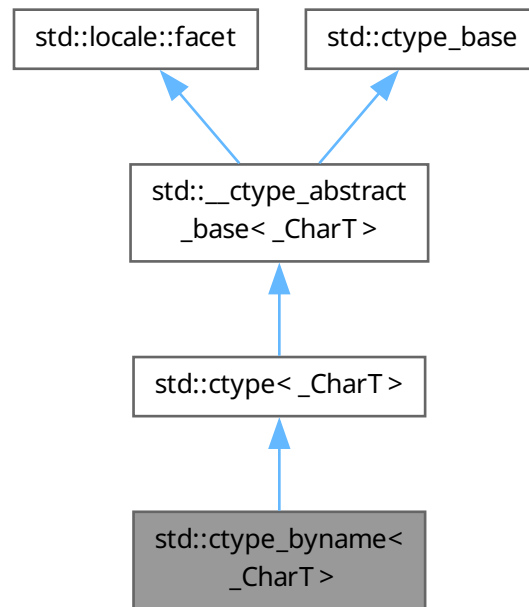 std::locale::facet
std::ctype_base
std::__ctype_abstract
_base< _CharT >
std::ctype< _CharT >
std::ctype_byname<
_CharT >